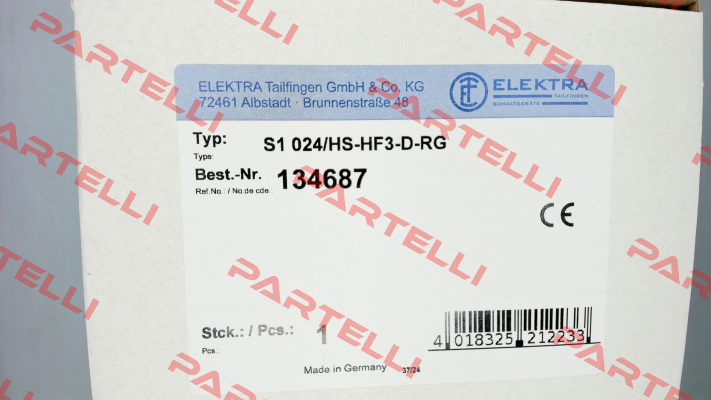 ELEKTRA Tailfingen GmbH & Co. KG
72461 Albstadt · Brunnenstraße 48
ELEKTRA
TAILFINGEN
SCHALTGERÄTE
Typ: S1 024/HS-HF3-D-RG
Type:
Best.-Nr. 134687
Ref.No.: / No.de cde.:
CE
Stck.: / Pcs.: 1
Pcs.:
4 018325 212233
Made in Germany 37/24
PARTELLI
PARTELLI
PARTELLI
PARTELLI
PARTELLI
PARTELLI
PARTELLI